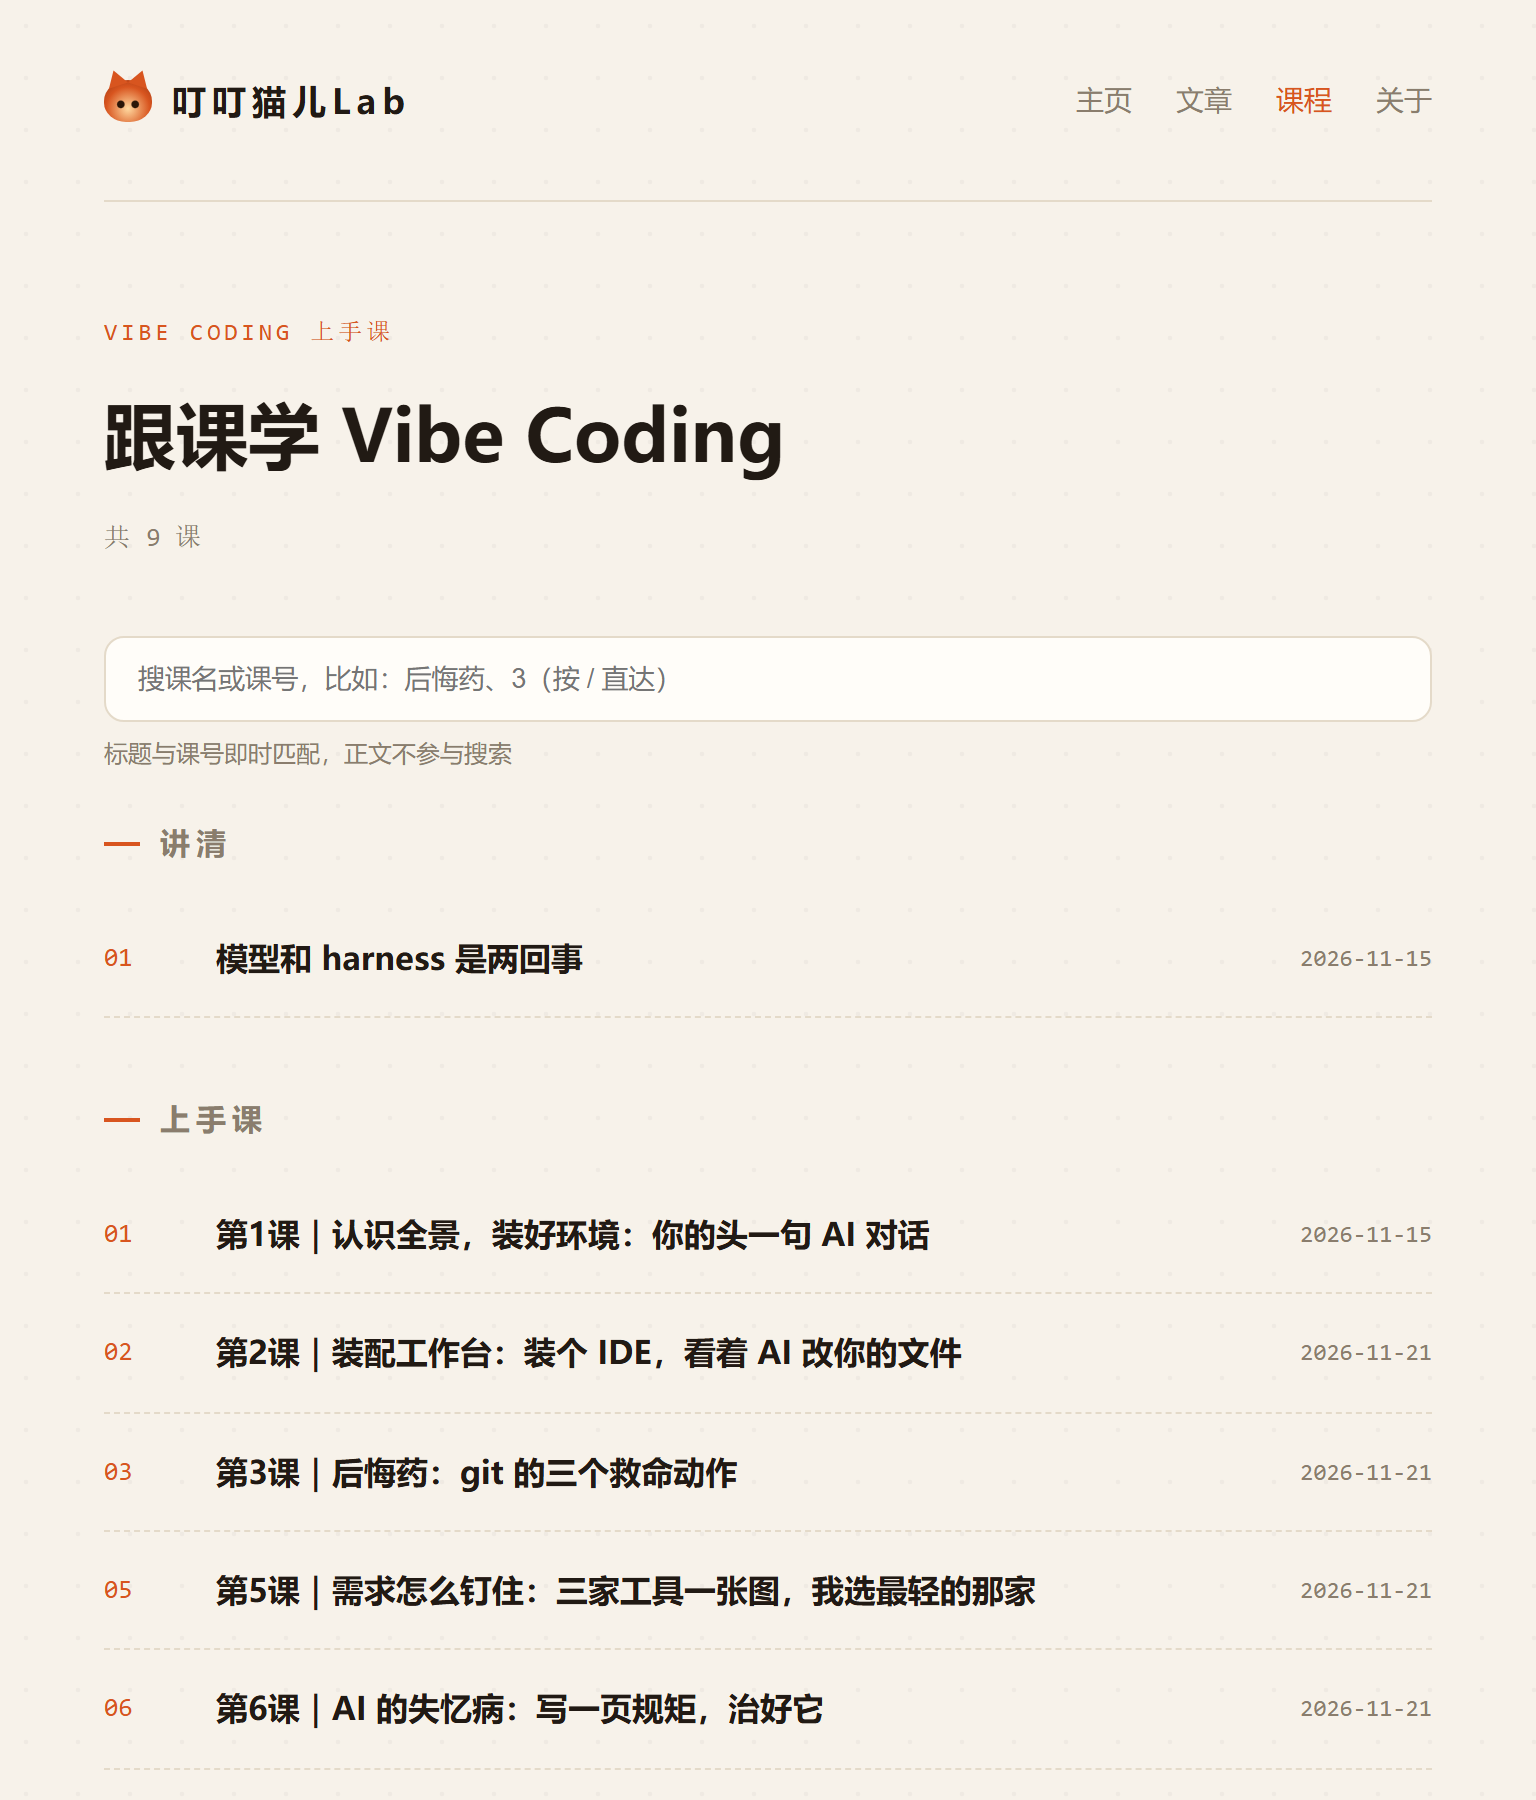 叮叮猫儿Lab
主页 文章 课程 关于
VIBE CODING 上手课
跟课学 Vibe Coding
共 9 课
搜课名或课号，比如：后悔药、3（按 / 直达）
标题与课号即时匹配，正文不参与搜索
讲清
01 模型和 harness 是两回事 2026-11-15
上手课
01 第1课｜认识全景，装好环境：你的头一句 AI 对话 2026-11-15
02 第2课｜装配工作台：装个 IDE，看着 AI 改你的文件 2026-11-21
03 第3课｜后悔药：git 的三个救命动作 2026-11-21
05 第5课｜需求怎么钉住：三家工具一张图，我选最轻的那家 2026-11-21
06 第6课｜AI 的失忆病：写一页规矩，治好它 2026-11-21